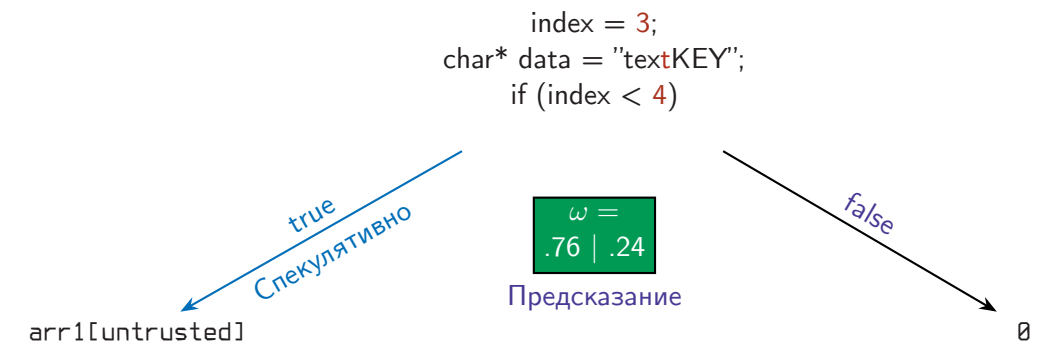 index = 3;
char* data = ”textKEY”;
if (index < 4)
true
Спекулятивно
false
ω =
.76 | .24
Предсказание
arr1[untrusted]
0